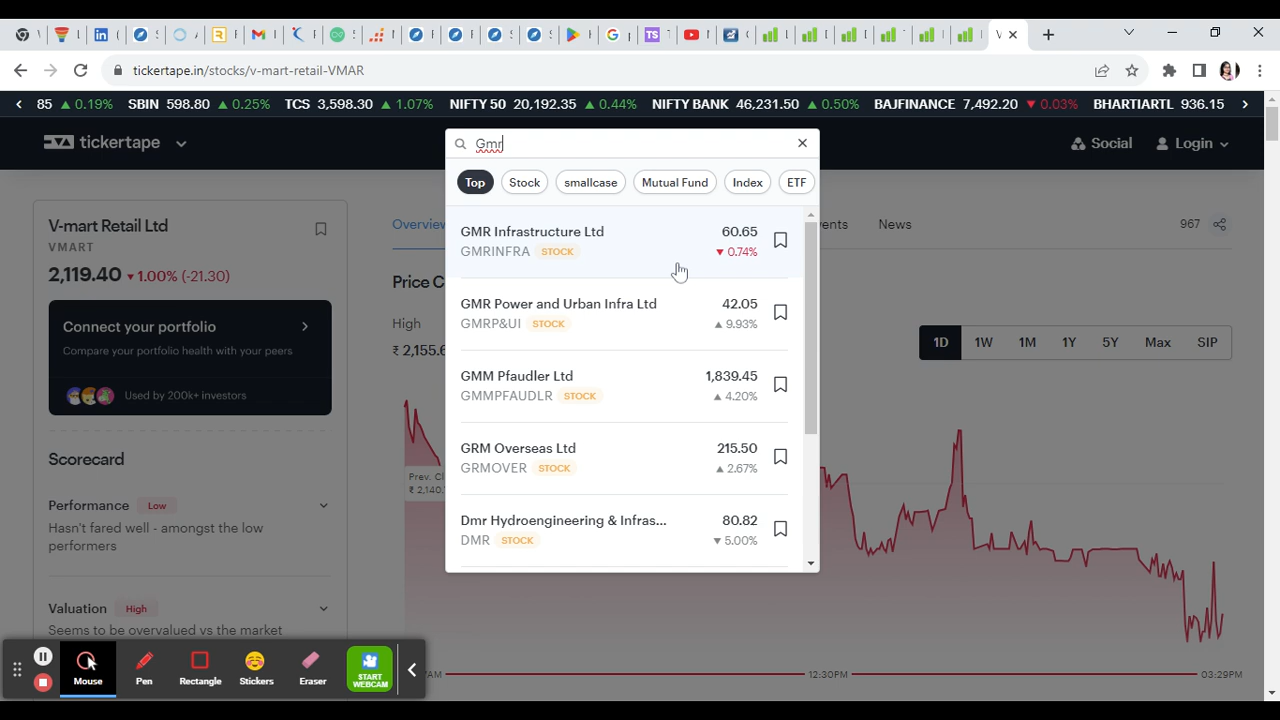 tickertape.in/stocks/v-mart-retail-VMAR
85 ▲ 0.19% SBIN 598.80 ▲ 0.25% TCS 3,598.30 ▲ 1.07% NIFTY 50 20,192.35 ▲ 0.44% NIFTY BANK 46,231.50 ▲ 0.50% BAJFINANCE 7,492.20 ▼ 0.03% BHARTIARTL 936.15
tickertape
Gmr
Social
Login
Top Stock smallcase Mutual Fund Index ETF
V-mart Retail Ltd
VMART
2,119.40 ▼ 1.00% (-21.30)
Connect your portfolio
Compare your portfolio health with your peers
Used by 200k+ investors
Scorecard
Performance Low
Hasn't fared well - amongst the low
performers
Valuation High
Seems to be overvalued vs the market
Overview
vents
News
967
Price C
High
₹ 2,155.6
1D 1W 1M 1Y 5Y Max SIP
GMR Infrastructure Ltd 60.65
GMRINFRA STOCK ▼ 0.74%
GMR Power and Urban Infra Ltd 42.05
GMRP&UI STOCK ▲ 9.93%
GMM Pfaudler Ltd 1,839.45
GMMPFAUDLR STOCK ▲ 4.20%
GRM Overseas Ltd 215.50
GRMOVER STOCK ▲ 2.67%
Dmr Hydroengineering & Infras... 80.82
DMR STOCK ▼ 5.00%
Prev. Cl
₹ 2,140.
AM
12:30PM
03:29PM
Mouse
Pen
Rectangle
Stickers
Eraser
START
WEBCAM